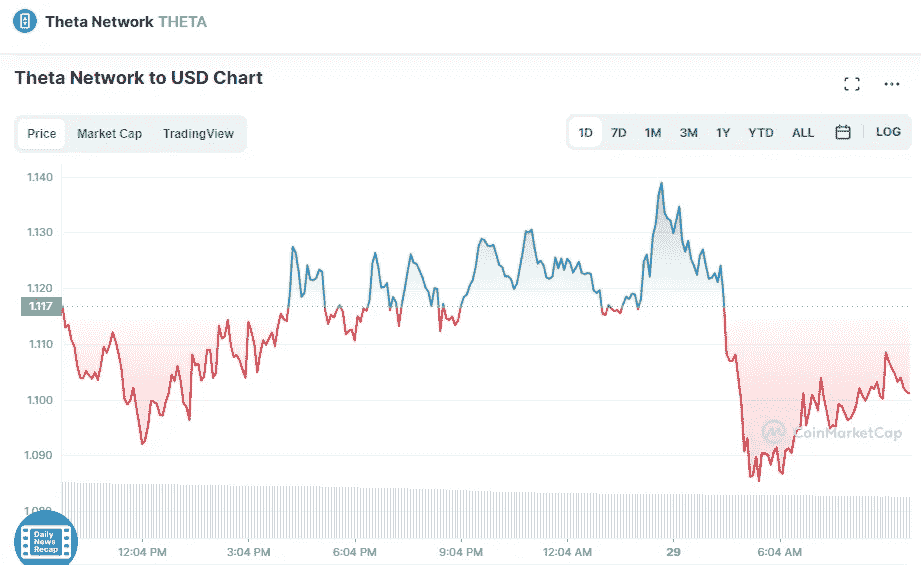 Theta Network THETA
Theta Network to USD Chart
Price Market Cap TradingView
1D 7D 1M 3M 1Y YTD ALL LOG
1.140
1.130
1.120
1.117
1.110
1.100
CoinMarketCap
1.090
Daily
News
Recap
12:04 PM 3:04 PM 6:04 PM 9:04 PM 12:04 AM 29 6:04 AM